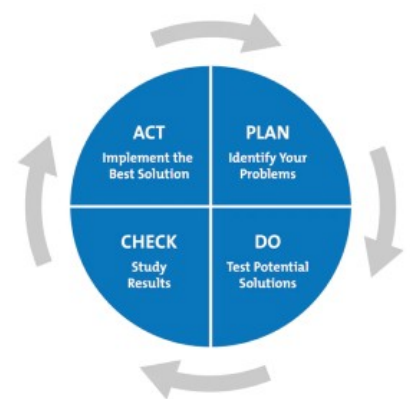 ACT
Implement the
Best Solution
PLAN
Identify Your
Problems
CHECK
Study
Results
DO
Test Potential
Solutions